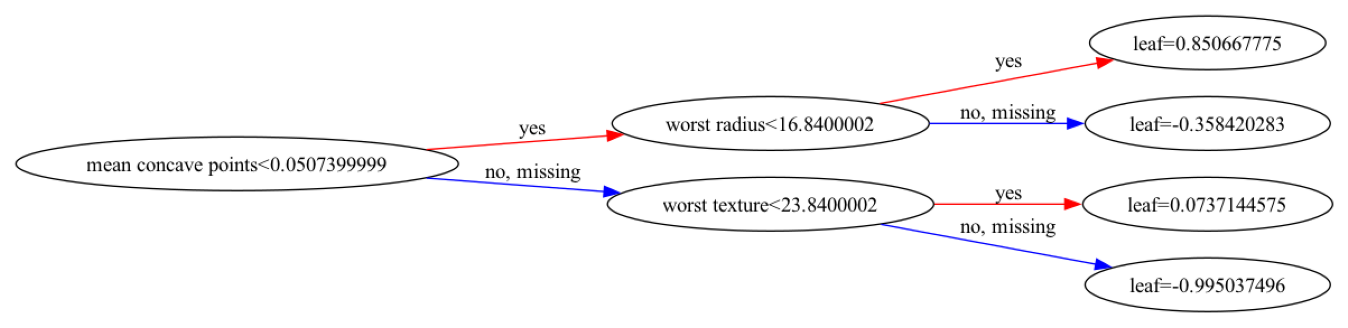 leaf=0.850667775
yes
worst radius<16.8400002
no, missing
leaf=-0.358420283
yes
mean concave points<0.0507399999
no, missing
worst texture<23.8400002
yes
leaf=0.0737144575
no, missing
leaf=-0.995037496